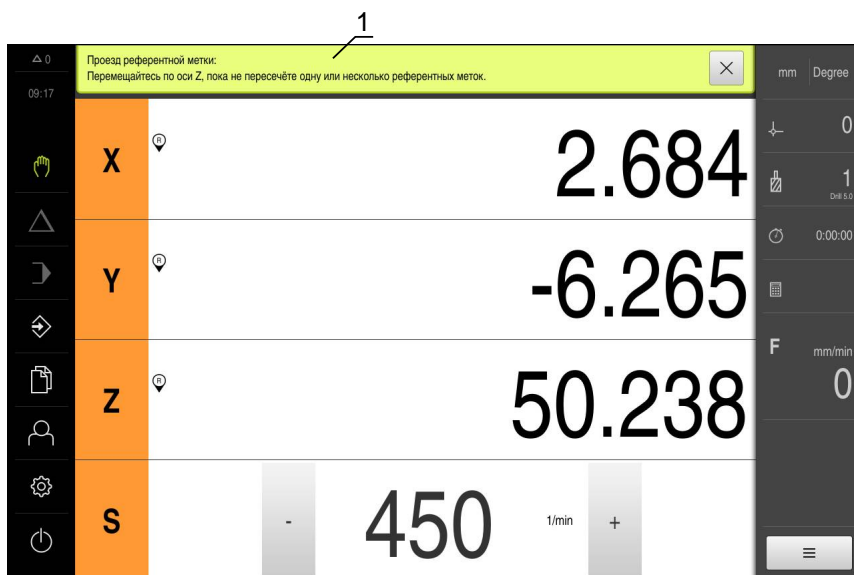 1
0
09:17
Проезд референтной метки:
Перемещайтесь по оси Z, пока не пересечёте одну или несколько референтных меток.
mm Degree
X R 2.684
Y R -6.265
Z R 50.238
S - 450 1/min +
0
1
Drill 5.0
0:00:00
F mm/min
0